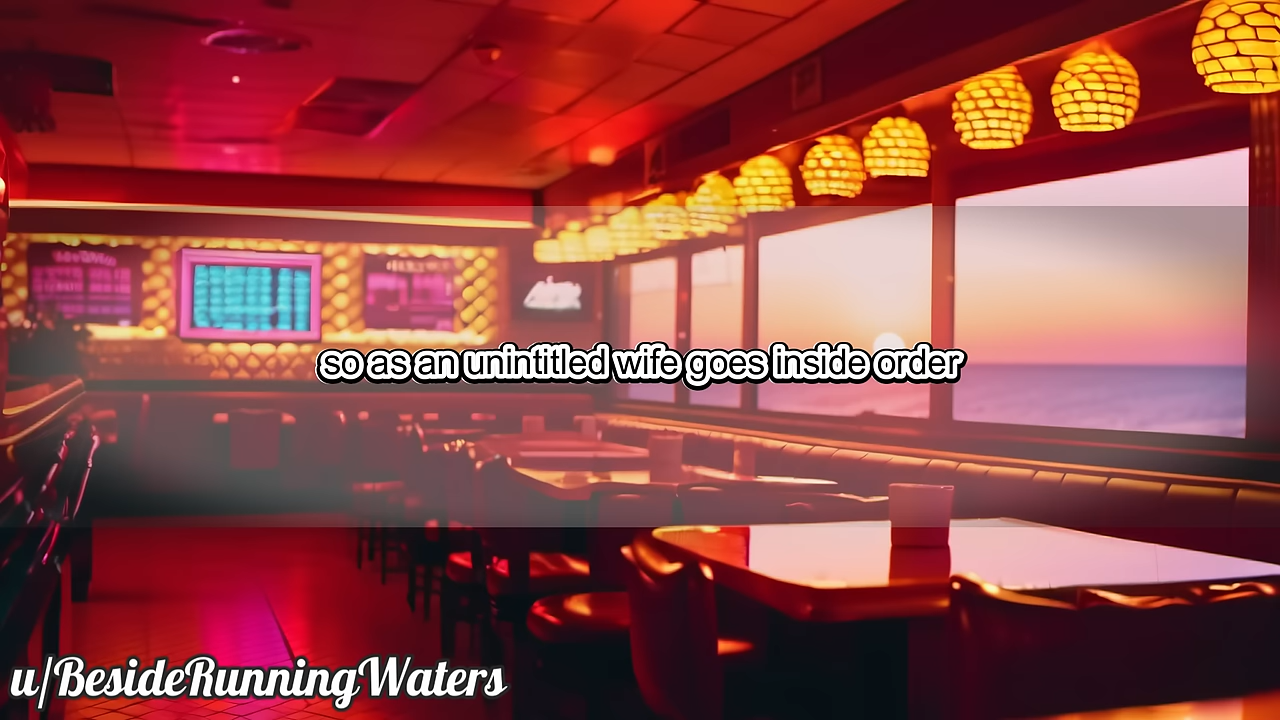 so as an unintitled wife goes inside order
u/BesideRunningWaters